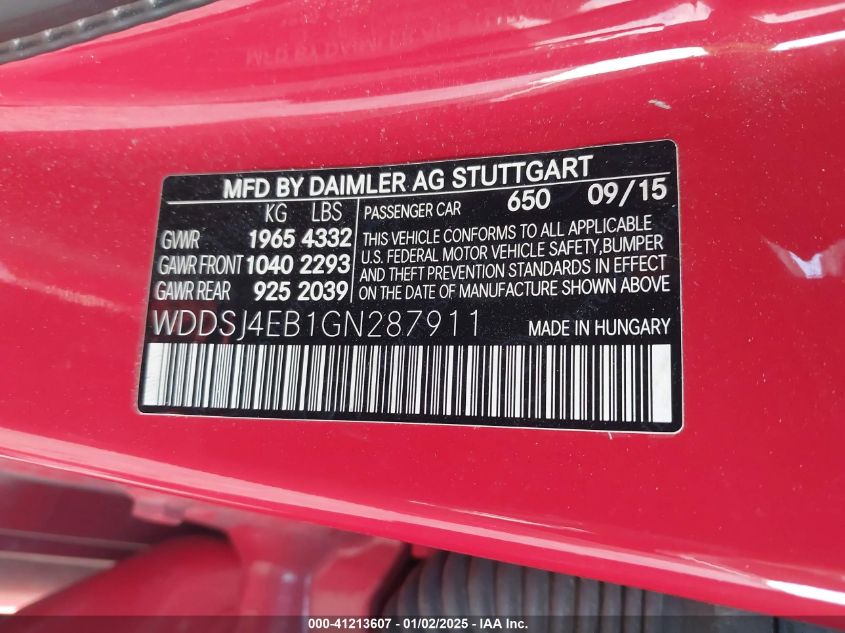 MFD BY DAIMLER AG STUTTGART
KG LBS
GVWR 1965 4332
GAWR FRONT 1040 2293
GAWR REAR 925 2039
PASSENGER CAR 650 09/15
THIS VEHICLE CONFORMS TO ALL APPLICABLE
U.S. FEDERAL MOTOR VEHICLE SAFETY, BUMPER
AND THEFT PREVENTION STANDARDS IN EFFECT
ON THE DATE OF MANUFACTURE SHOWN ABOVE
WDDSJ4EB1GN287911 MADE IN HUNGARY
000-41213607 - 01/02/2025 - IAA Inc.